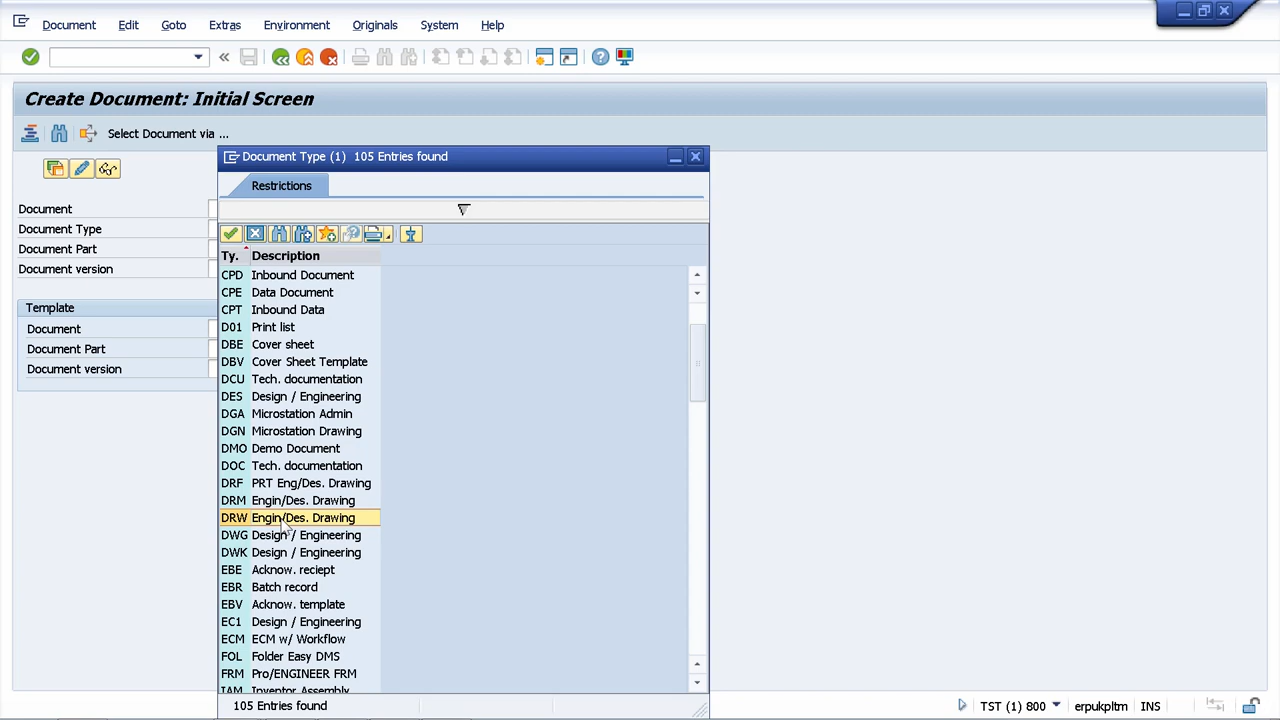 Document Edit Goto Extras Environment Originals System Help
Create Document: Initial Screen
Select Document via ...
Document Type (1) 105 Entries found
Restrictions
Document
Document Type
Document Part
Document version
Template
Document
Document Part
Document version
Ty. Description
CPD Inbound Document
CPE Data Document
CPT Inbound Data
D01 Print list
DBE Cover sheet
DBV Cover Sheet Template
DCU Tech. documentation
DES Design / Engineering
DGA Microstation Admin
DGN Microstation Drawing
DMO Demo Document
DOC Tech. documentation
DRF PRT Eng/Des. Drawing
DRM Engin/Des. Drawing
DRW Engin/Des. Drawing
DWG Design / Engineering
DWK Design / Engineering
EBE Acknow. reciept
EBR Batch record
EBV Acknow. template
EC1 Design / Engineering
ECM ECM w/ Workflow
FOL Folder Easy DMS
FRM Pro/ENGINEER FRM
IAM Inventor Assembly
105 Entries found
TST (1) 800 erpukpltm INS